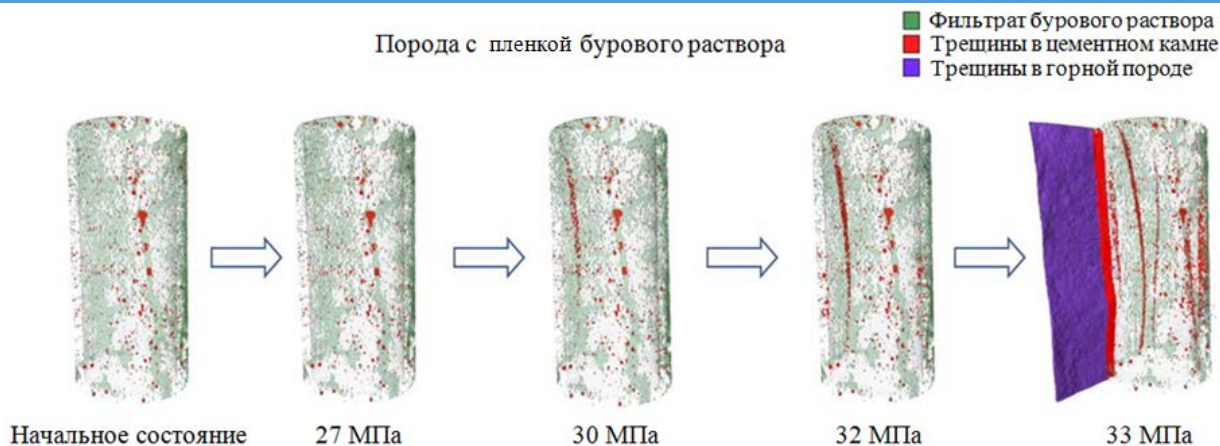 Порода с пленкой бурового раствора
Фильтрат бурового раствора
Трещины в цементном камне
Трещины в горной породе
Начальное состояние
27 МПа
30 МПа
32 МПа
33 МПа